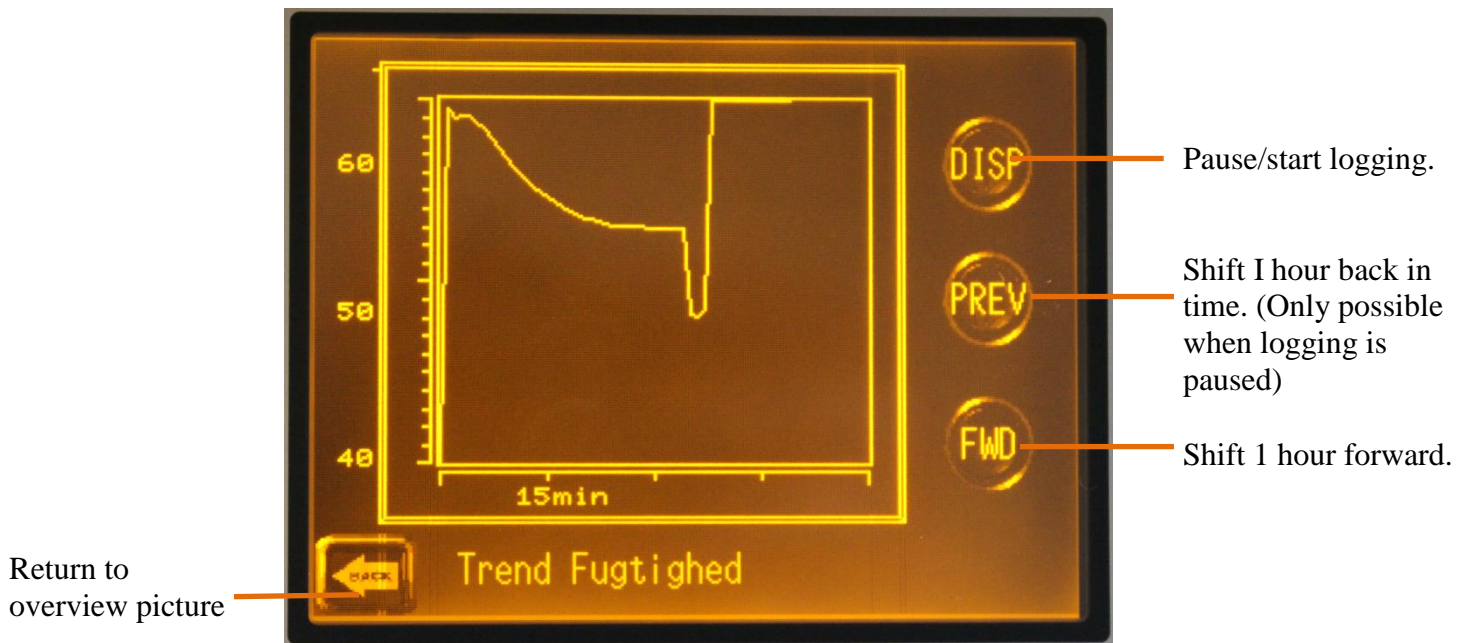 60
50
40
15min
Trend Fugtighed
BACK
DISP
PREV
FWD
Pause/start logging.
Shift I hour back in
time. (Only possible
when logging is
paused)
Shift 1 hour forward.
Return to
overview picture